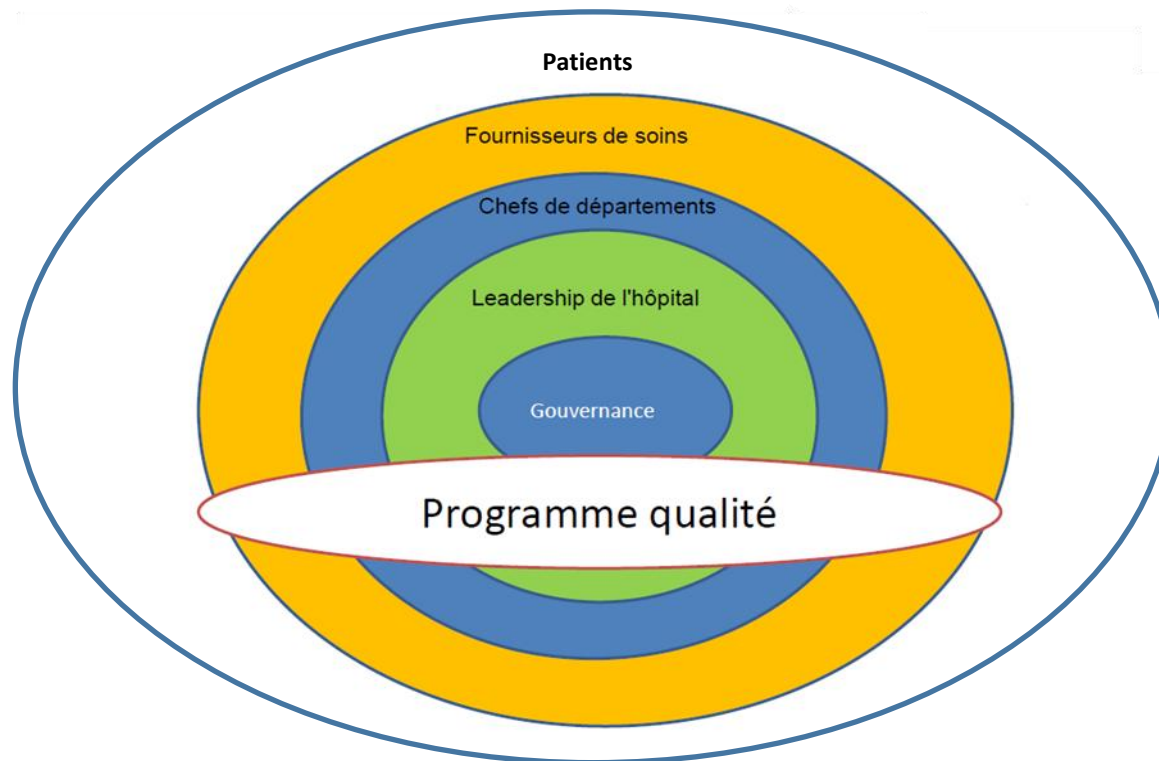 Patients
Fournisseurs de soins
Chefs de départements
Leadership de l'hôpital
Gouvernance
Programme qualité